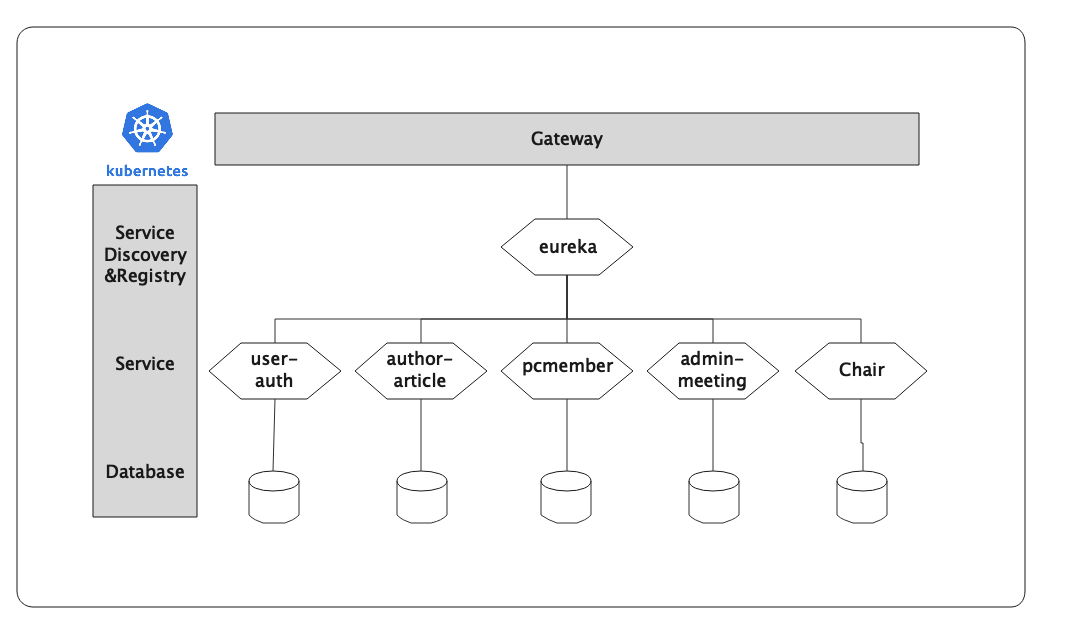 Gateway
kubernetes
Service
Discovery
&Registry
eureka
Service
user-
auth
author-
article
pcmember
admin-
meeting
Chair
Database